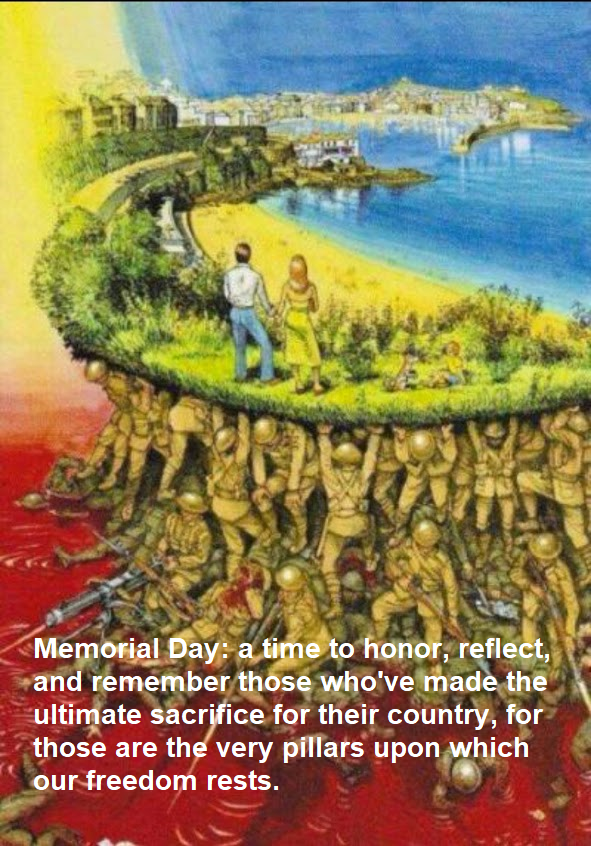 Memorial Day: a time to honor, reflect,
and remember those who've made the
ultimate sacrifice for their country, for
those are the very pillars upon which
our freedom rests.